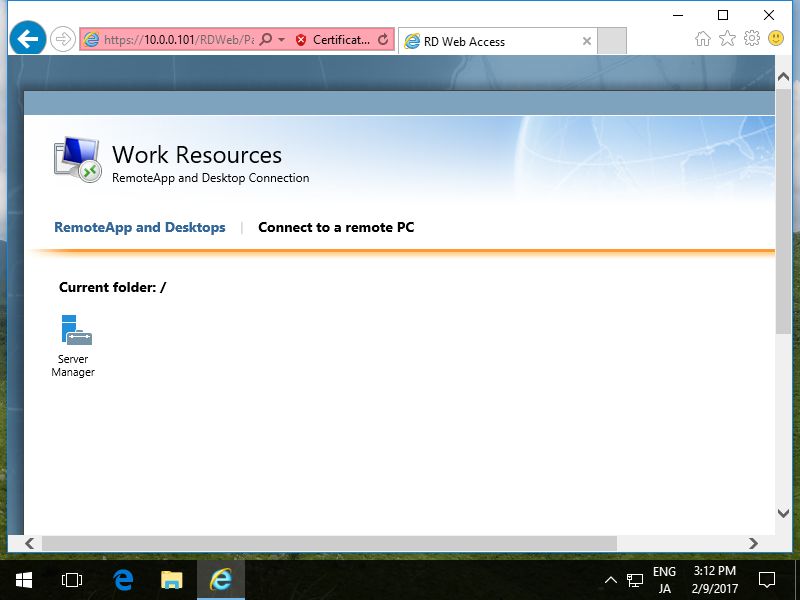 https://10.0.0.101/RDWeb/Pa
Certificat...
RD Web Access
Work Resources
RemoteApp and Desktop Connection
RemoteApp and Desktops | Connect to a remote PC
Current folder: /
Server
Manager
ENG
JA
3:12 PM
2/9/2017